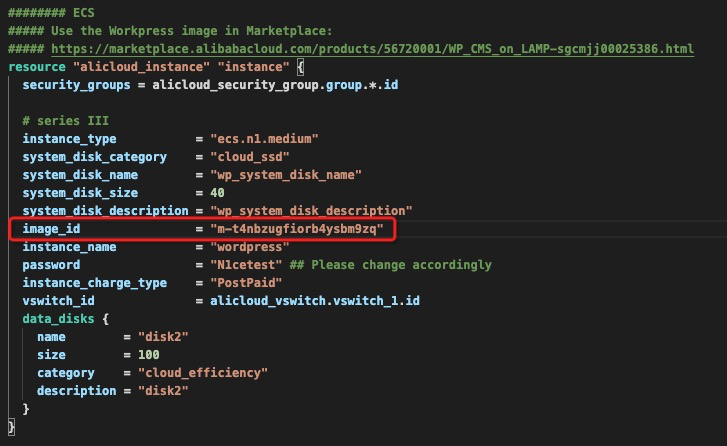 ######## ECS
##### Use the Workpress image in Marketplace:
##### https://marketplace.alibabacloud.com/products/56720001/WP_CMS_on_LAMP-sgcmjj00025386.html
resource "alicloud_instance" "instance" {
  security_groups = alicloud_security_group.group.*.id

  # series III
  instance_type           = "ecs.n1.medium"
  system_disk_category    = "cloud_ssd"
  system_disk_name        = "wp_system_disk_name"
  system_disk_size        = 40
  system_disk_description = "wp_system_disk_description"
  image_id                = "m-t4nbzugfiorb4ysbm9zq"
  instance_name           = "wordpress"
  password                = "N1cetest" ## Please change accordingly
  instance_charge_type    = "PostPaid"
  vswitch_id              = alicloud_vswitch.vswitch_1.id
  data_disks {
    name        = "disk2"
    size        = 100
    category    = "cloud_efficiency"
    description = "disk2"
  }
}